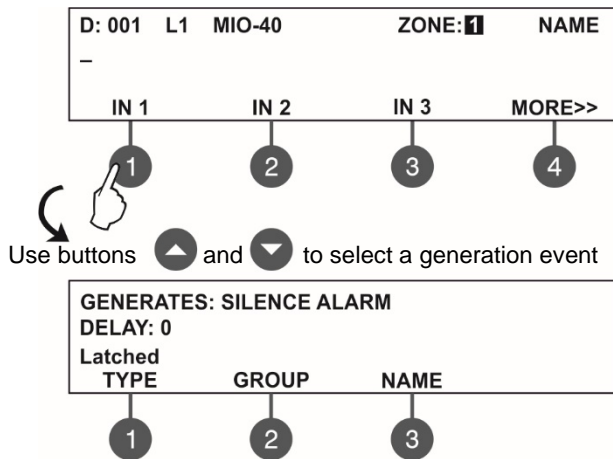 D: 001 L1 MIO-40 ZONE:1 NAME
_
IN 1 IN 2 IN 3 MORE>>
1 2 3 4
Use buttons and to select a generation event
GENERATES: SILENCE ALARM
DELAY: 0
Latched
TYPE GROUP NAME
1 2 3